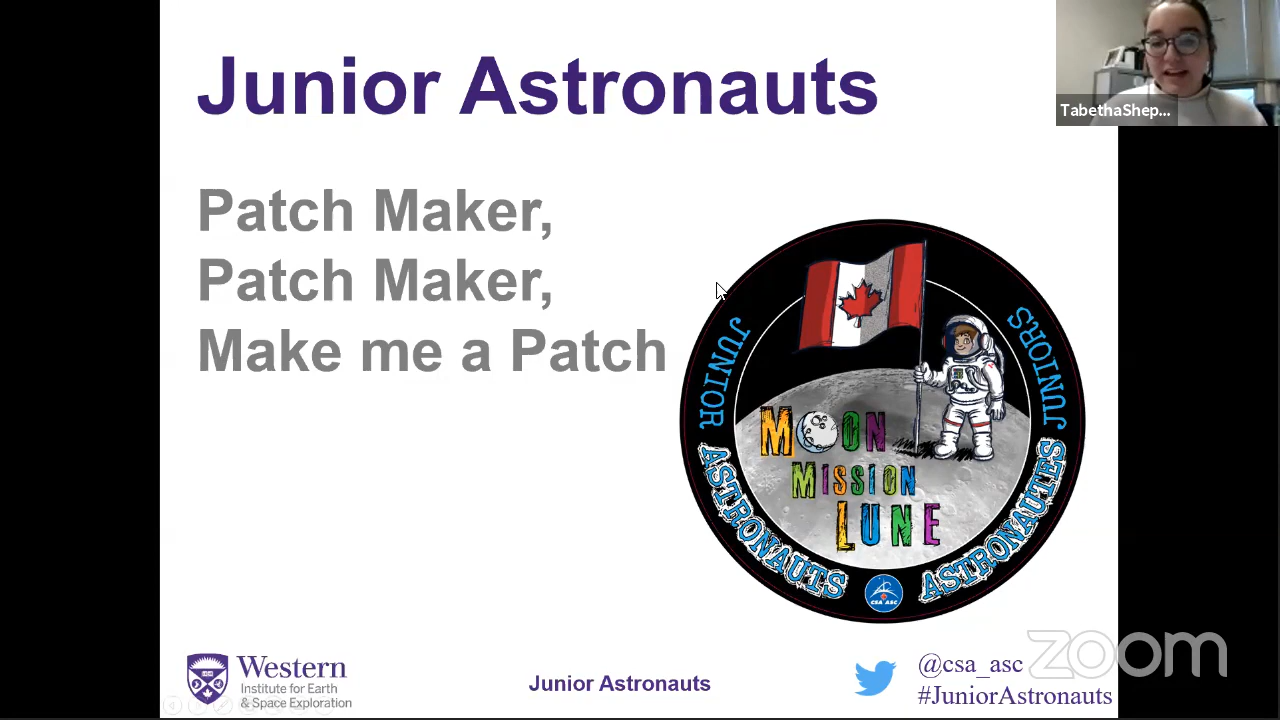 Junior Astronauts
TabethaShep...
Patch Maker,
Patch Maker,
Make me a Patch
JUNIOR
JUNIORS
MOON
MISSION
LUNE
ASTRONAUTS
ASTRONAUTES
CSA ASC
Western
Institute for Earth
& Space Exploration
Junior Astronauts
@csa_asc
#JuniorAstronauts
zoom